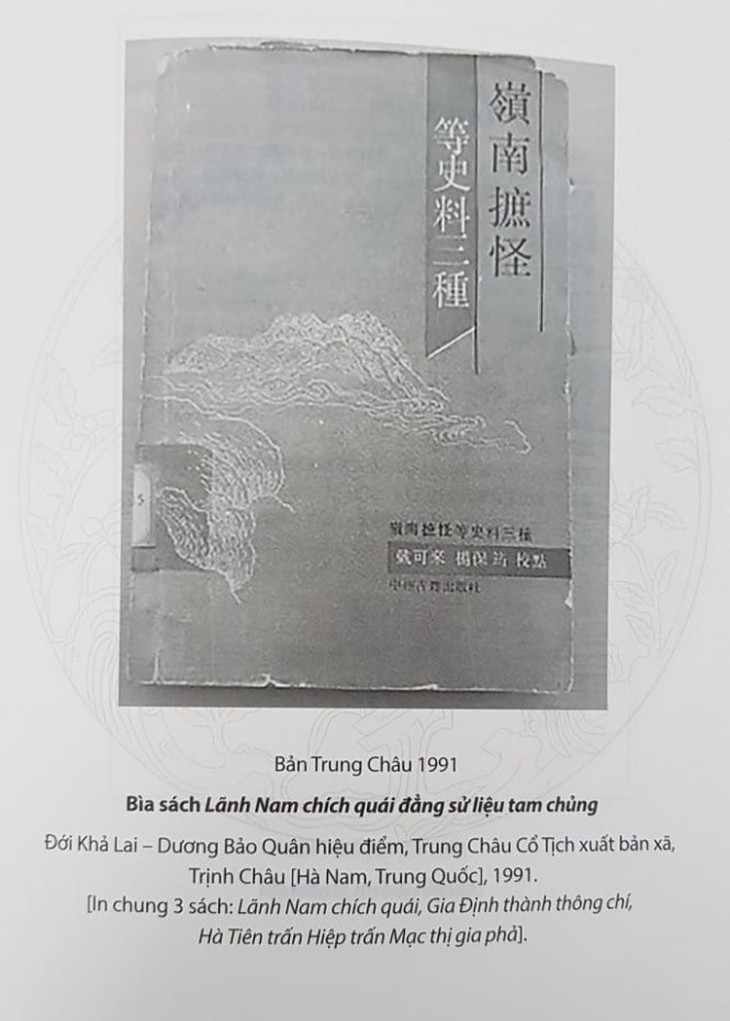 嶺南摭怪
等史料三種
嶺南摭怪等史料三種
戴可來 楊保筠 校點
中州古籍出版社
5
Bản Trung Châu 1991
Bìa sách Lãnh Nam chích quái đẳng sử liệu tam chủng
Đới Khả Lai – Dương Bảo Quân hiệu điểm, Trung Châu Cổ Tịch xuất bản xã,
Trịnh Châu [Hà Nam, Trung Quốc], 1991.
[In chung 3 sách: Lãnh Nam chích quái, Gia Định thành thông chí,
Hà Tiên trấn Hiệp trấn Mạc thị gia phả].